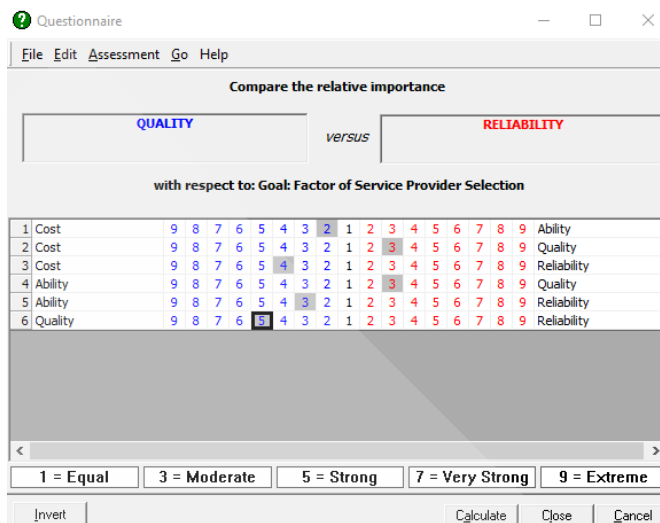 Questionnaire
File Edit Assessment Go Help
Compare the relative importance
QUALITY versus RELIABILITY
with respect to: Goal: Factor of Service Provider Selection
1 Cost 9 8 7 6 5 4 3 2 1 2 3 4 5 6 7 8 9 Ability
2 Cost 9 8 7 6 5 4 3 2 1 2 3 4 5 6 7 8 9 Quality
3 Cost 9 8 7 6 5 4 3 2 1 2 3 4 5 6 7 8 9 Reliability
4 Ability 9 8 7 6 5 4 3 2 1 2 3 4 5 6 7 8 9 Quality
5 Ability 9 8 7 6 5 4 3 2 1 2 3 4 5 6 7 8 9 Reliability
6 Quality 9 8 7 6 5 4 3 2 1 2 3 4 5 6 7 8 9 Reliability
1 = Equal 3 = Moderate 5 = Strong 7 = Very Strong 9 = Extreme
Invert Calculate Close Cancel